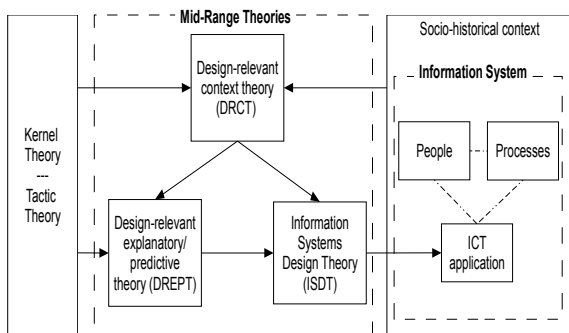 Mid-Range Theories
Socio-historical context
Design-relevant
context theory
(DRCT)
Information System
Kernel
Theory
---
Tactic
Theory
People
Processes
Design-relevant
explanatory/
predictive
theory (DREPT)
Information
Systems
Design Theory
(ISDT)
ICT
application